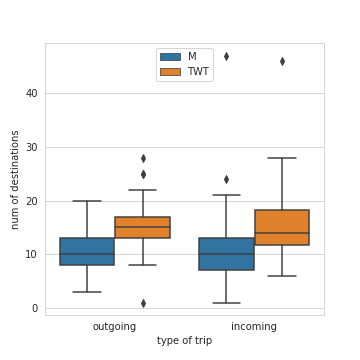 M
TWT
num of destinations
40
30
20
10
0
outgoing incoming
type of trip